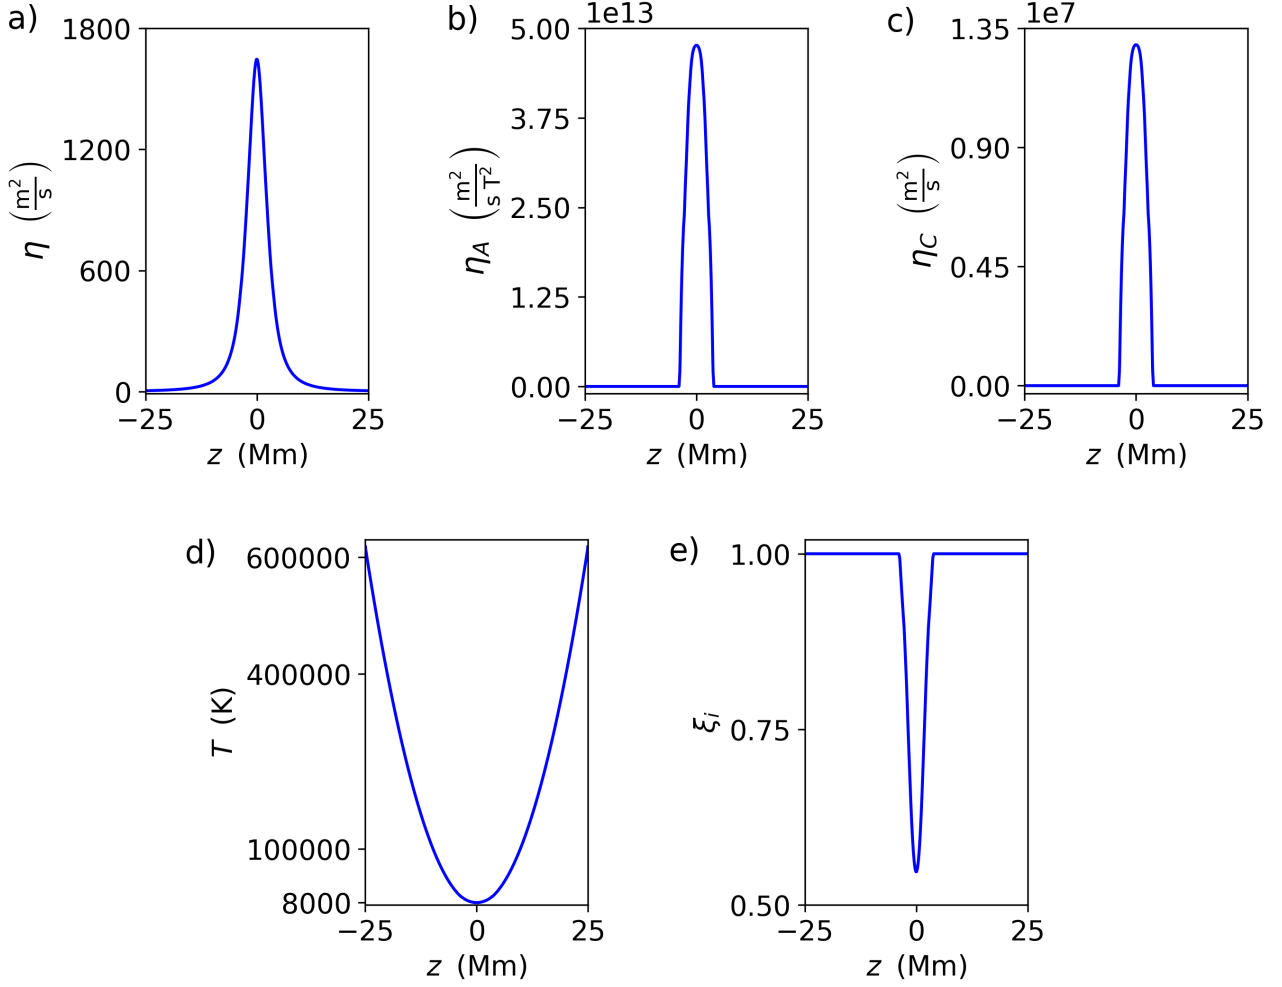 a)
1800
1200
600
0
η (m²/s)
−25 0 25
z (Mm)
b)
1e13
5.00
3.75
2.50
1.25
0.00
η_A (m²/s T²)
−25 0 25
z (Mm)
c)
1e7
1.35
0.90
0.45
0.00
η_C (m²/s)
−25 0 25
z (Mm)
d)
600000
400000
100000
8000
T (K)
−25 0 25
z (Mm)
e)
1.00
0.75
0.50
ξ_i
−25 0 25
z (Mm)